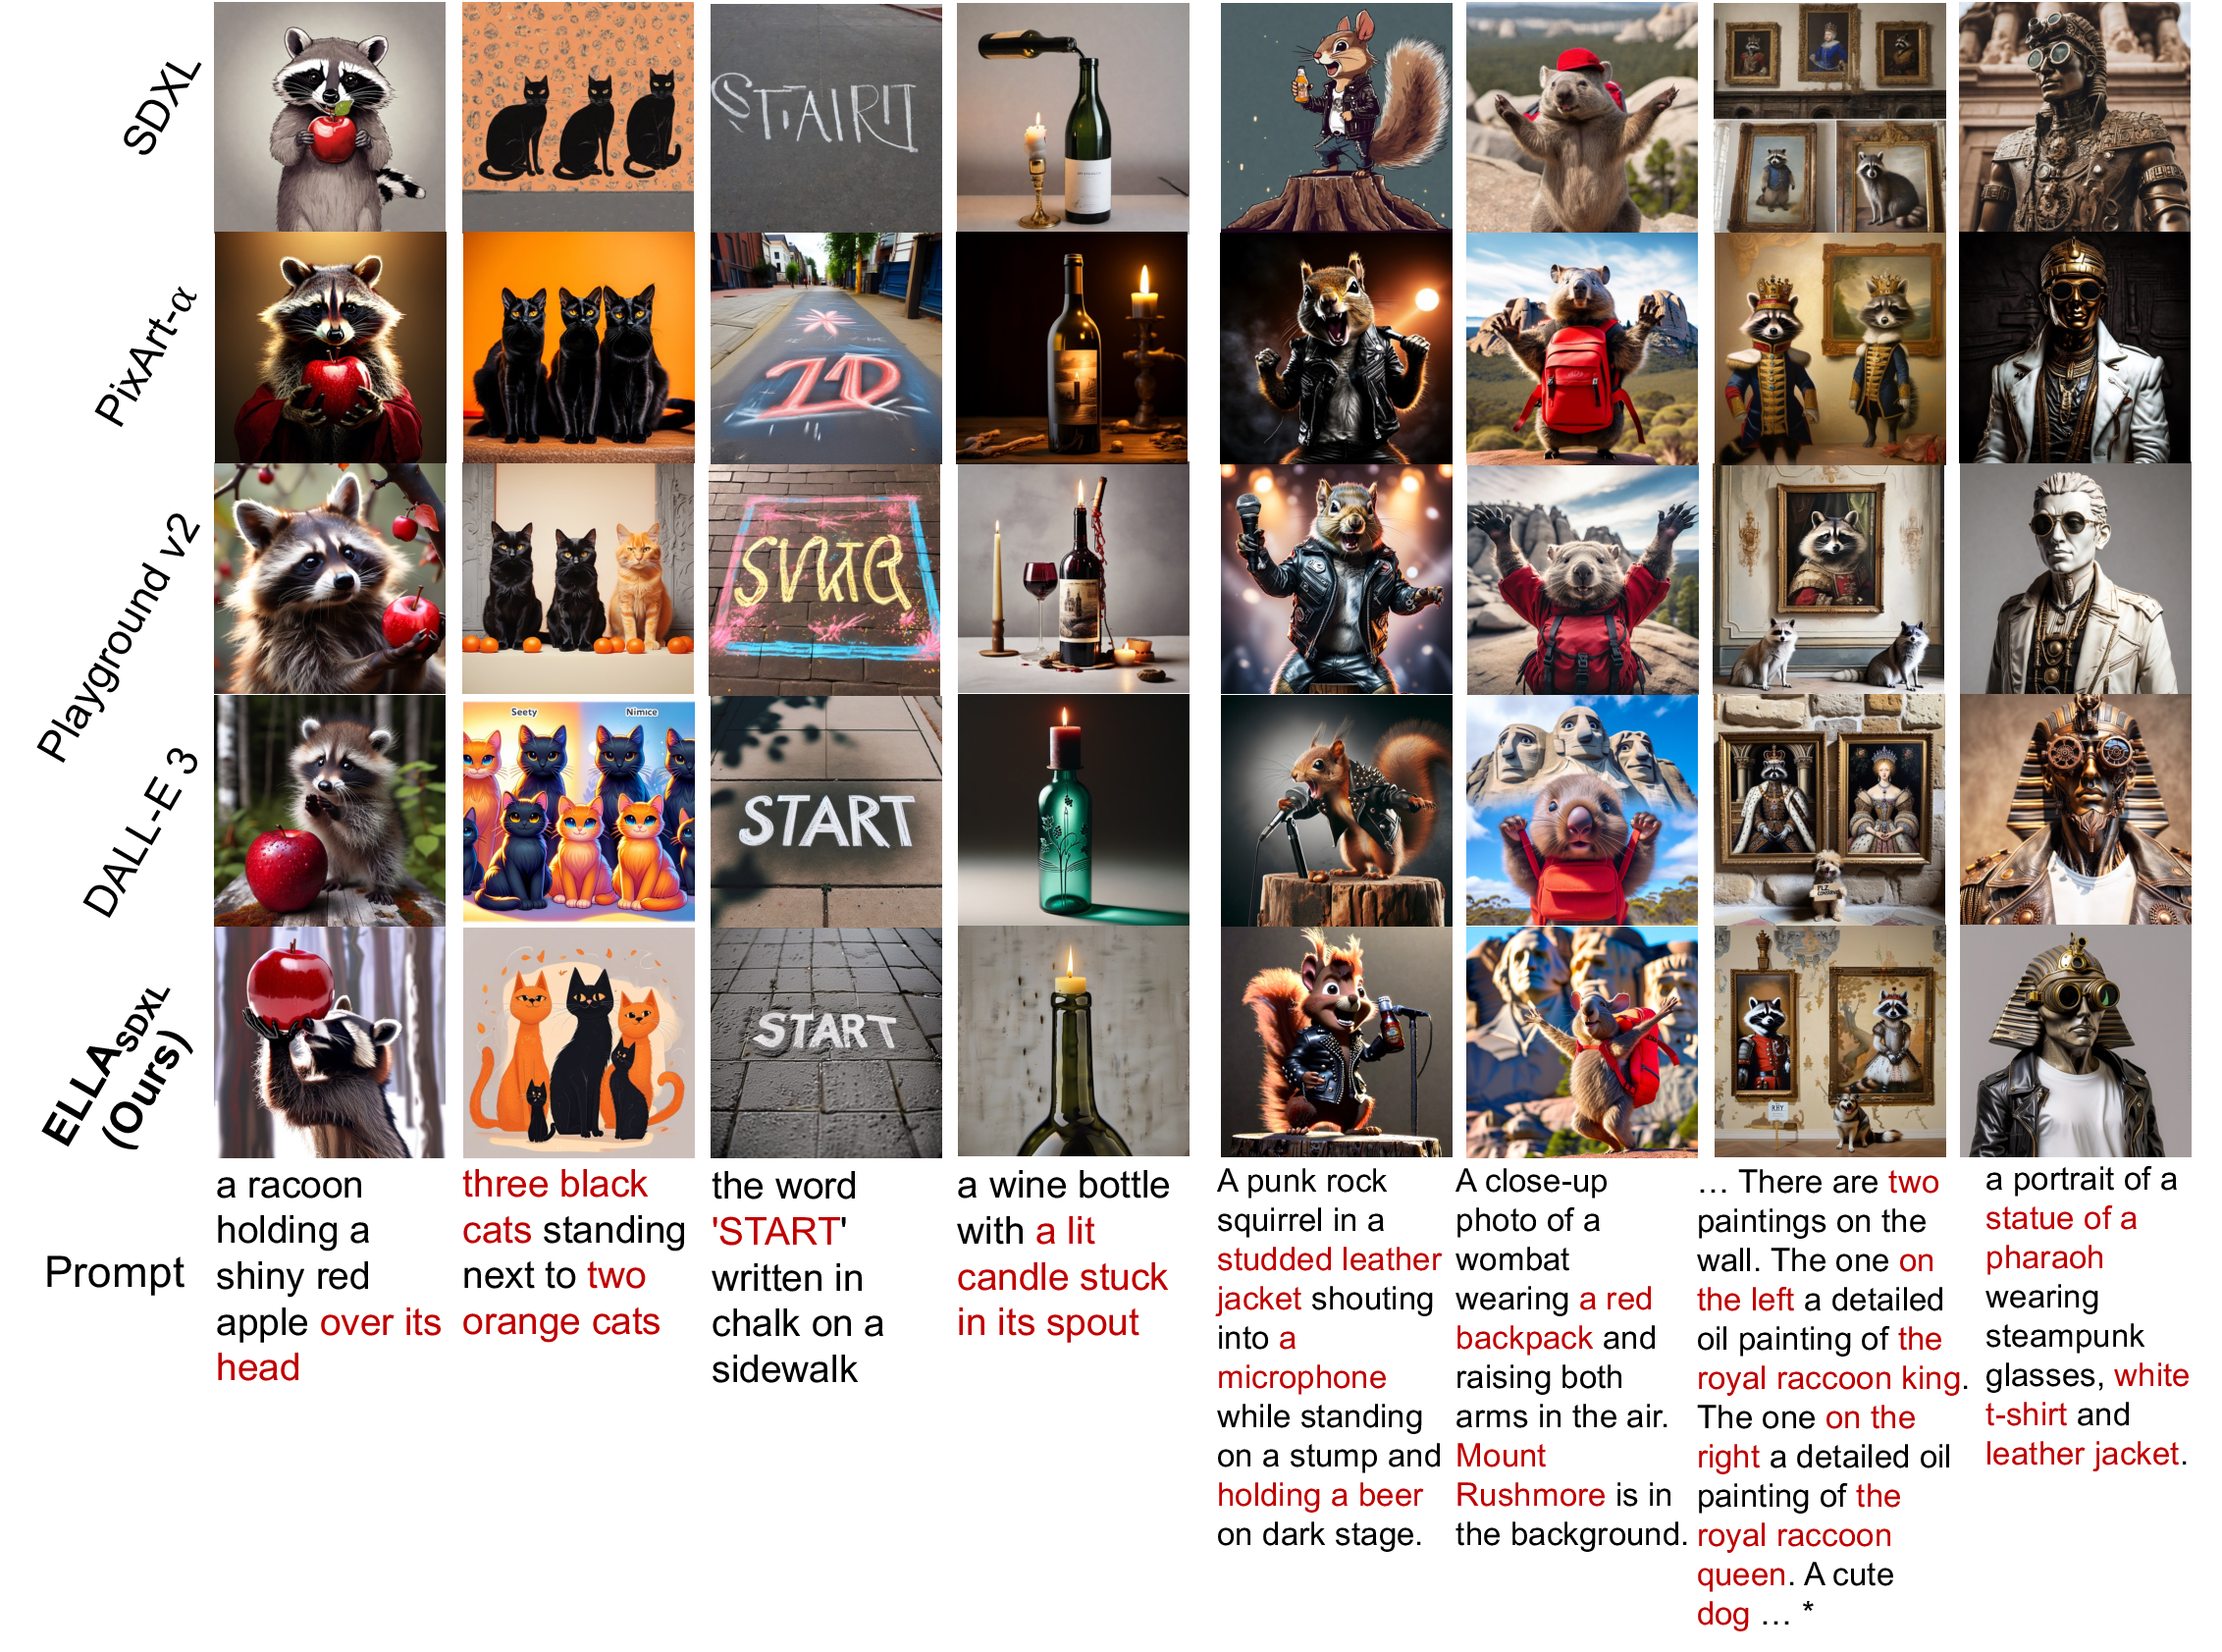 SDXL
STAIRT
PixArt-α
Playground v2
DALL-E 3
Seety Nimice
START
PLZ
ELLA_SDXL
(Ours)
START
Prompt
a racoon
holding a
shiny red
apple over its
head
three black
cats standing
next to two
orange cats
the word
'START'
written in
chalk on a
sidewalk
a wine bottle
with a lit
candle stuck
in its spout
A punk rock
squirrel in a
studded leather
jacket shouting
into a
microphone
while standing
on a stump and
holding a beer
on dark stage.
A close-up
photo of a
wombat
wearing a red
backpack and
raising both
arms in the air.
Mount
Rushmore is in
the background.
… There are two
paintings on the
wall. The one on
the left a detailed
oil painting of the
royal raccoon king.
The one on the
right a detailed oil
painting of the
royal raccoon
queen. A cute
dog … *
a portrait of a
statue of a
pharaoh
wearing
steampunk
glasses, white
t-shirt and
leather jacket.